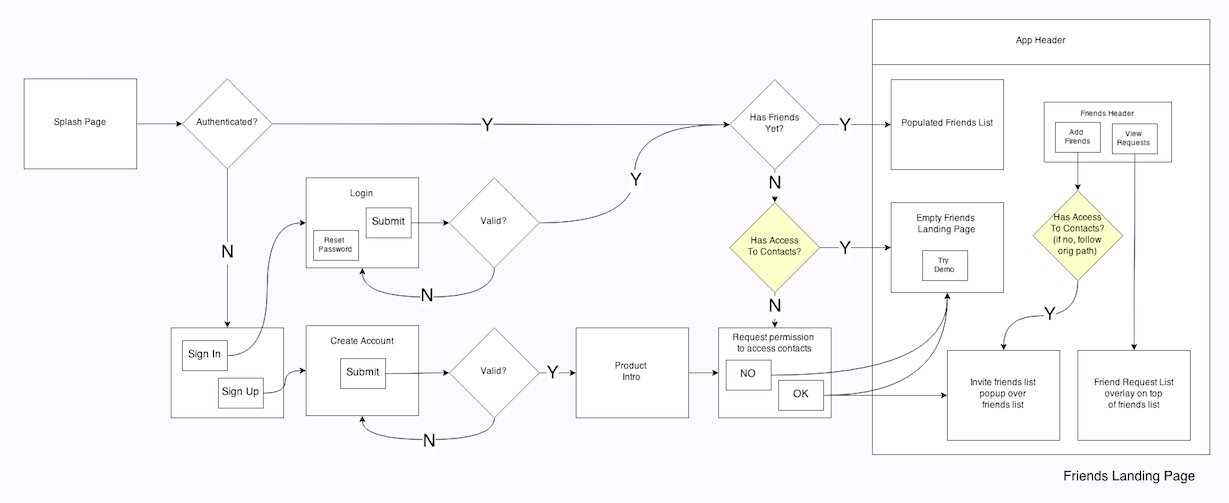 App Header
Splash Page
Authenticated?
Y
Has Friends
Yet?
Y
Populated Friends List
Friends Header
Add
Firends
View
Requests
N
Login
Submit
Reset
Password
Valid?
Y
N
N
Has Access
To Contacts?
Y
Empty Friends
Landing Page
Try
Demo
Has Access
To Contacts?
(if no, follow
orig path)
Y
Sign In
Sign Up
Create Account
Submit
Valid?
Y
N
Product
Intro
N
Request permission
to access contacts
NO
OK
Invite friends list
popup over
friends list
Friend Request List
overlay on top
of friends list
Friends Landing Page